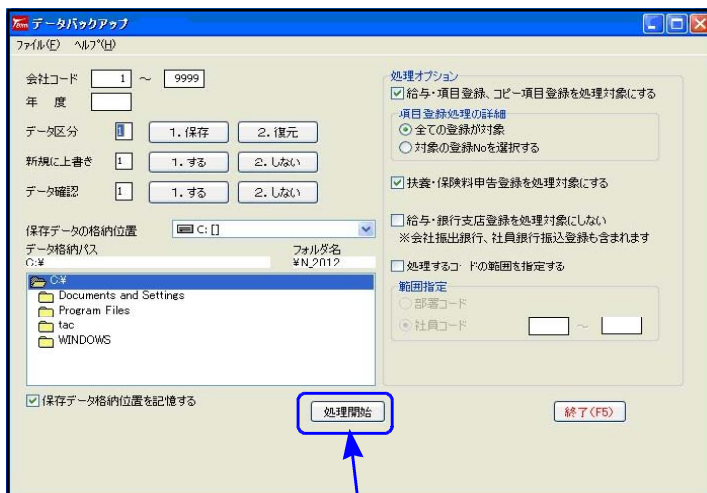 データバックアップ
ファイル(F) ヘルプ(H)
会社コード 1 ～ 9999
年 度
データ区分 1 1. 保存 2. 復元
新規に上書き 1 1. する 2. しない
データ確認 1 1. する 2. しない
保存データの格納位置 C: []
データ格納パス フォルダ名
C:¥ ¥N_2012
C:¥
Documents and Settings
Program Files
tac
WINDOWS
保存データ格納位置を記憶する
処理オプション
給与・項目登録、コピー項目登録を処理対象にする
項目登録処理の詳細
全ての登録が対象
対象の登録Noを選択する
扶養・保険料申告登録を処理対象にする
給与・銀行支店登録を処理対象にしない
※会社振出銀行、社員銀行振込登録も含まれます
処理するコードの範囲を指定する
範囲指定
部署コード
社員コード ～
処理開始 終了(F5)